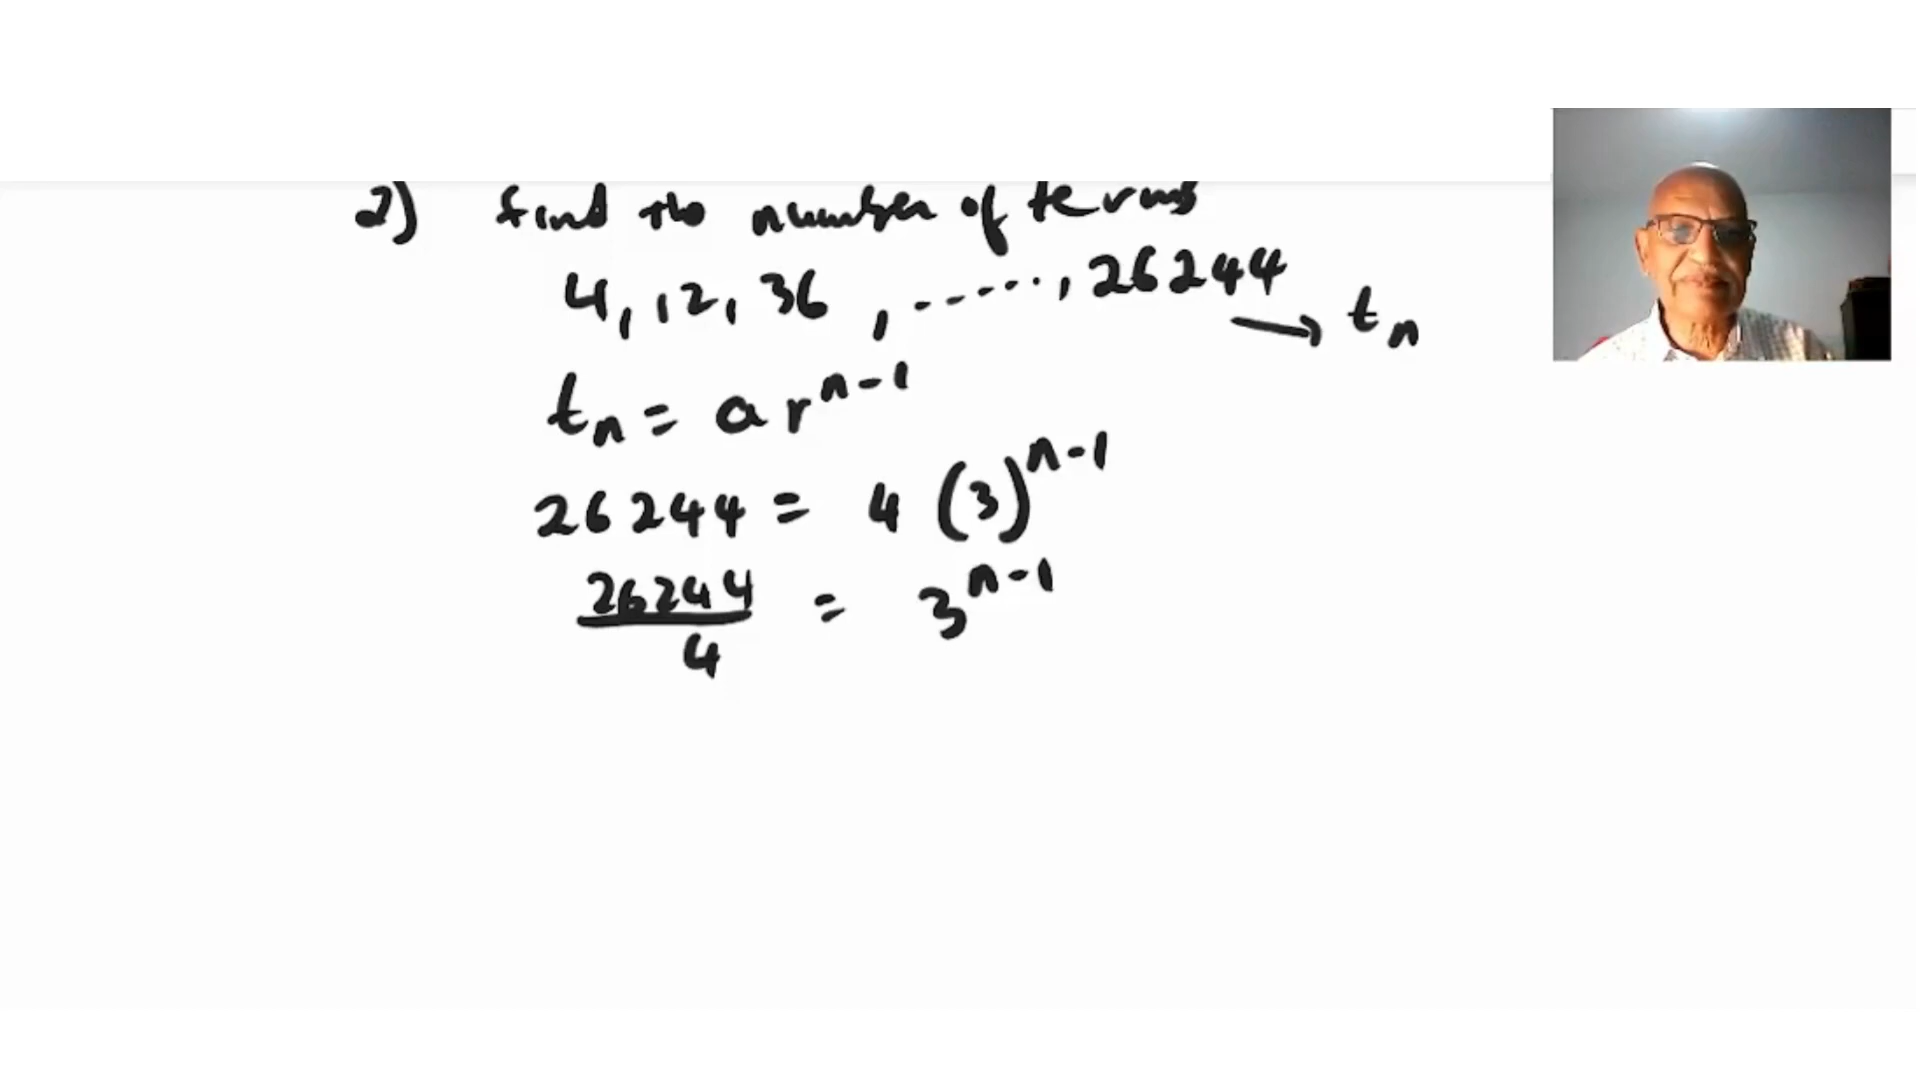 2) find the number of terms
4, 12, 36, ------, 26244 → tn
tn = a r^n-1
26244 = 4 (3)^n-1
26244/4 = 3^n-1